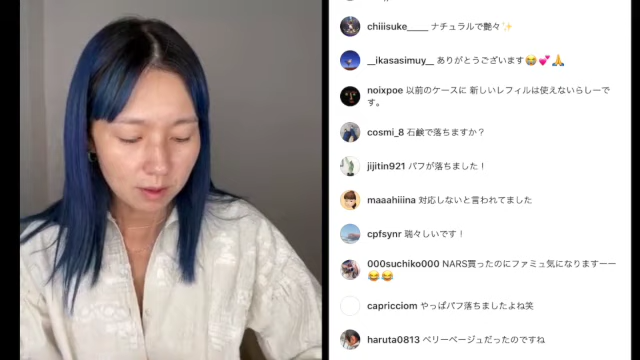 chiiisuke_____ ナチュラルで艶々✨
__ikasasimuy__ ありがとうございます😭💕🙏
noixpoe 以前のケースに 新しいレフィルは使えないらしーで
す。
cosmi_8 石鹸で落ちますか？
jijitin921 パフが落ちました！
maaahiiina 対応しないと言われてました
cpfsynr 瑞々しいです！
000suchiko000 NARS買ったのにファミュ気になりますーー
😂😂
capricciom やっぱパフ落ちましたよね笑
haruta0813 ベリーベージュだったのですね